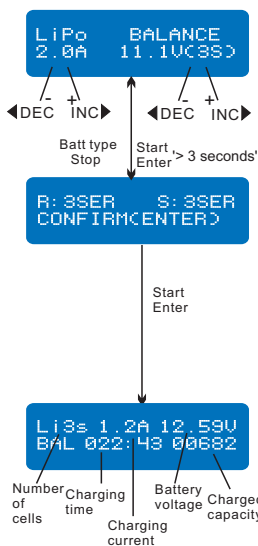 LiPo BALANCE
2.0A 11.1V(3S)
- + - +
◀DEC INC▶ ◀DEC INC▶
Batt type
Stop
Start
Enter '> 3 seconds'
R:3SER S:3SER
CONFIRM(ENTER)
Start
Enter
Li3s 1.2A 12.59V
BAL 022:43 00682
Number
of
cells
Charging
time
Charging
current
Battery
voltage
Charged
capacity